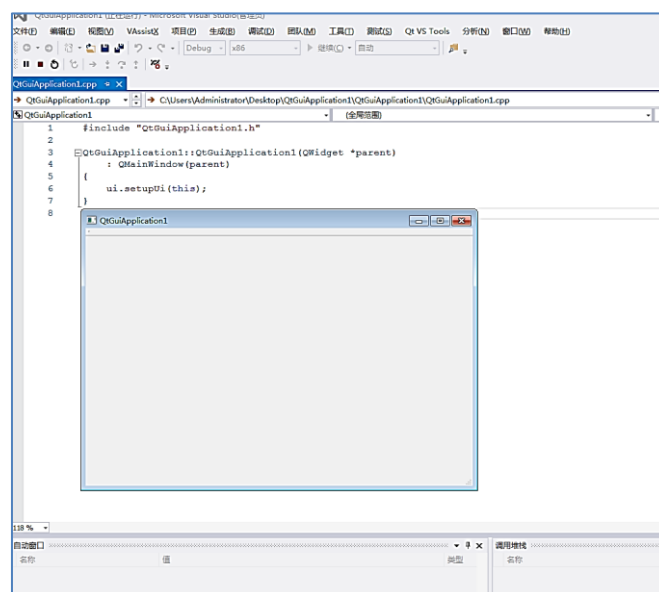 QtGuiApplication1 (正在运行) - Microsoft Visual Studio(管理员)
文件(F) 编辑(E) 视图(V) VAssistX 项目(P) 生成(B) 调试(D) 团队(M) 工具(T) 测试(S) Qt VS Tools 分析(N) 窗口(W) 帮助(H)
Debug x86 继续(C) 自动
QtGuiApplication1.cpp
QtGuiApplication1.cpp C:\Users\Administrator\Desktop\QtGuiApplication1\QtGuiApplication1\QtGuiApplication1.cpp
QtGuiApplication1 (全局范围)
1 #include "QtGuiApplication1.h"
2
3 QtGuiApplication1::QtGuiApplication1(QWidget *parent)
4 : QMainWindow(parent)
5 {
6 ui.setupUi(this);
7 }
8
QtGuiApplication1
118 %
自动窗口 调用堆栈
名称 值 类型 名称